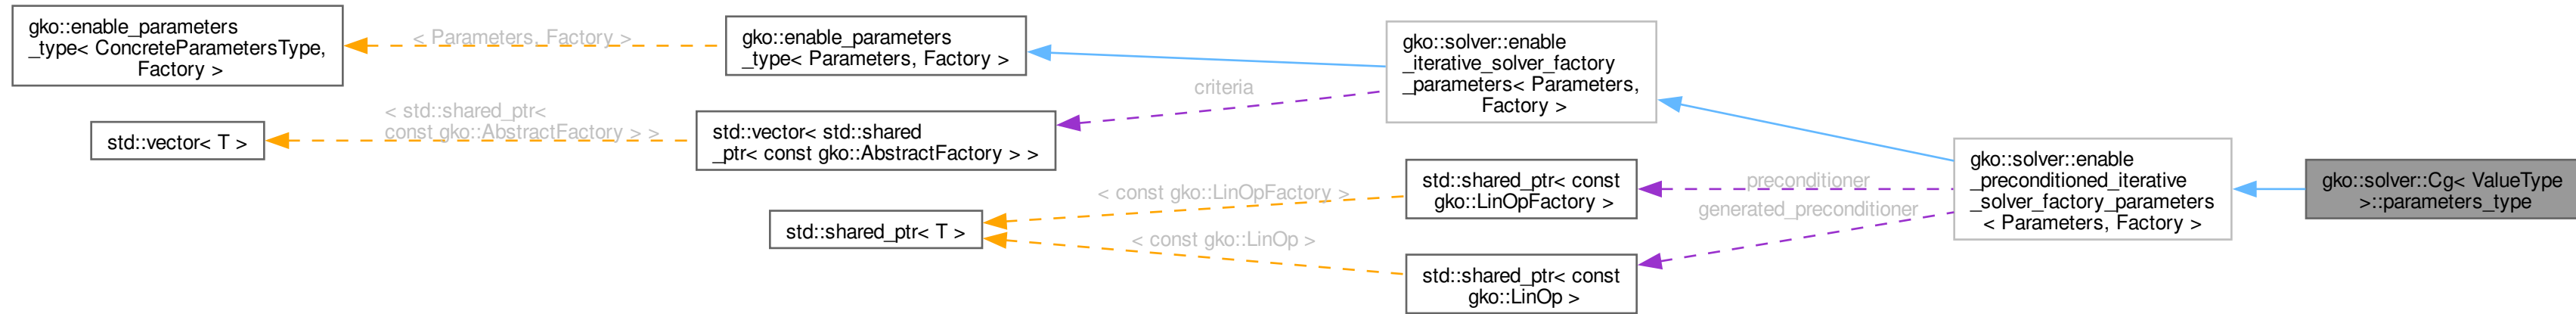 gko::enable_parameters
_type< ConcreteParametersType,
Factory >
< Parameters, Factory >
gko::enable_parameters
_type< Parameters, Factory >
std::vector< T >
< std::shared_ptr<
const gko::AbstractFactory > >
std::vector< std::shared
_ptr< const gko::AbstractFactory > >
criteria
gko::solver::enable
_iterative_solver_factory
_parameters< Parameters,
Factory >
std::shared_ptr< T >
< const gko::LinOpFactory >
< const gko::LinOp >
std::shared_ptr< const
gko::LinOpFactory >
std::shared_ptr< const
gko::LinOp >
preconditioner
generated_preconditioner
gko::solver::enable
_preconditioned_iterative
_solver_factory_parameters
< Parameters, Factory >
gko::solver::Cg< ValueType
>::parameters_type